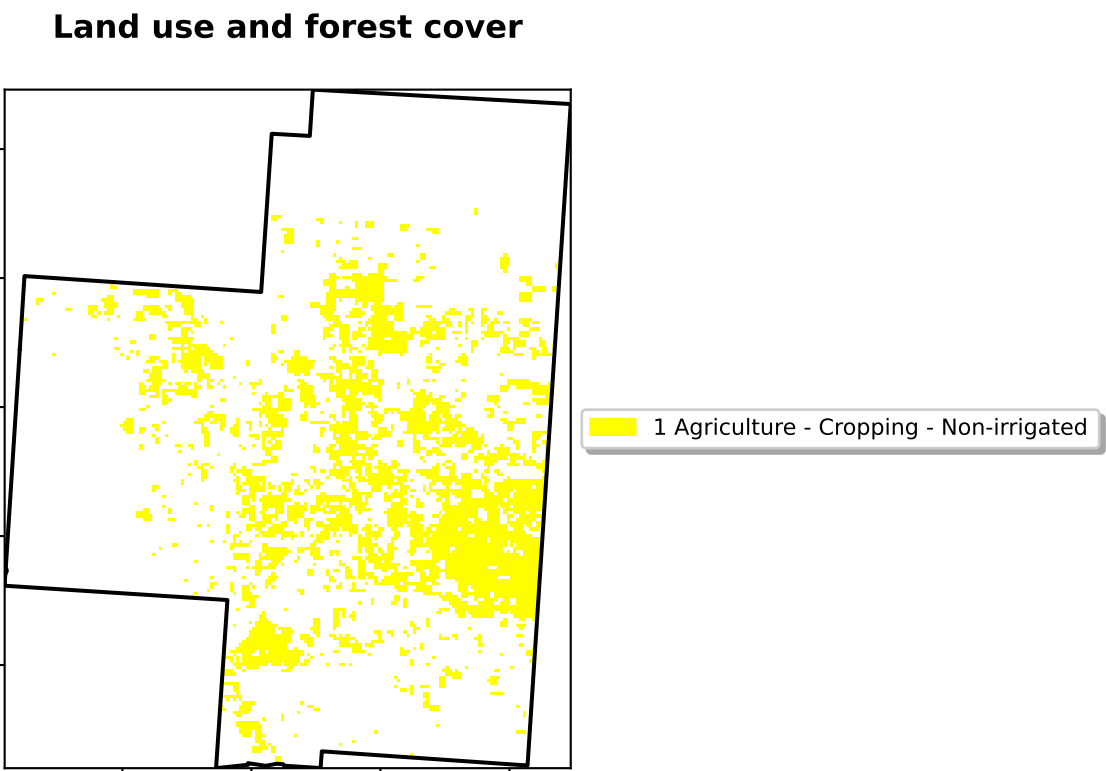 Land use and forest cover
1 Agriculture - Cropping - Non-irrigated